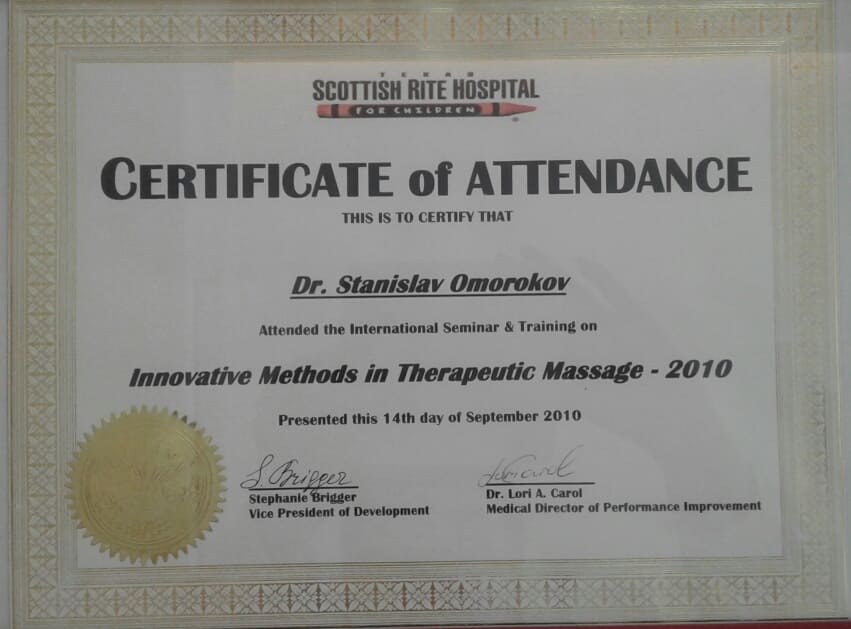 TEXAS
SCOTTISH RITE HOSPITAL
FOR CHILDREN
CERTIFICATE of ATTENDANCE
THIS IS TO CERTIFY THAT
Dr. Stanislav Omorokov
Attended the International Seminar & Training on
Innovative Methods in Therapeutic Massage - 2010
Presented this 14th day of September 2010
S. Brigger
Stephanie Brigger
Vice President of Development
Dr. Lori A. Carol
Medical Director of Performance Improvement